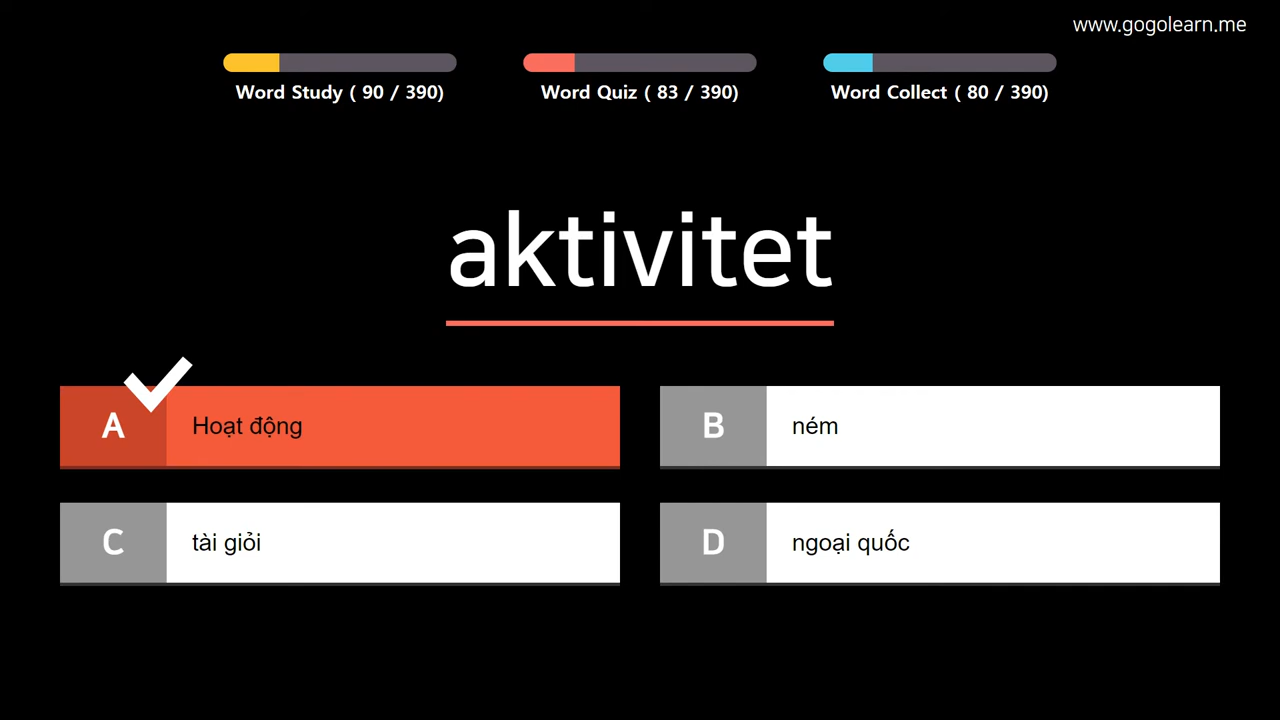 www.gogolearn.me
Word Study ( 90 / 390)
Word Quiz ( 83 / 390)
Word Collect ( 80 / 390)
aktivitet
A Hoạt động
B ném
C tài giỏi
D ngoại quốc